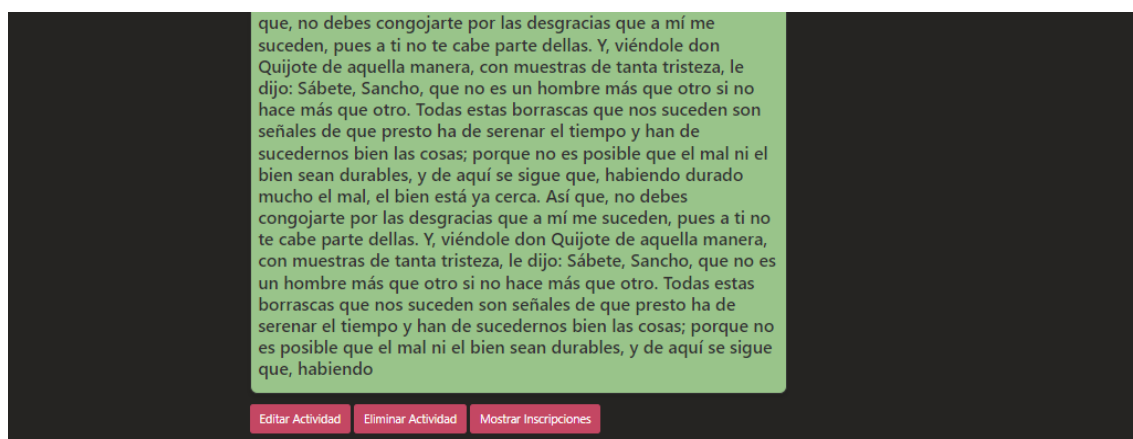 que, no debes congojarte por las desgracias que a mí me
suceden, pues a ti no te cabe parte dellas. Y, viéndole don
Quijote de aquella manera, con muestras de tanta tristeza, le
dijo: Sábete, Sancho, que no es un hombre más que otro si no
hace más que otro. Todas estas borrascas que nos suceden son
señales de que presto ha de serenar el tiempo y han de
sucedernos bien las cosas; porque no es posible que el mal ni el
bien sean durables, y de aquí se sigue que, habiendo durado
mucho el mal, el bien está ya cerca. Así que, no debes
congojarte por las desgracias que a mí me suceden, pues a ti no
te cabe parte dellas. Y, viéndole don Quijote de aquella manera,
con muestras de tanta tristeza, le dijo: Sábete, Sancho, que no es
un hombre más que otro si no hace más que otro. Todas estas
borrascas que nos suceden son señales de que presto ha de
serenar el tiempo y han de sucedernos bien las cosas; porque no
es posible que el mal ni el bien sean durables, y de aquí se sigue
que, habiendo
Editar Actividad Eliminar Actividad Mostrar Inscripciones